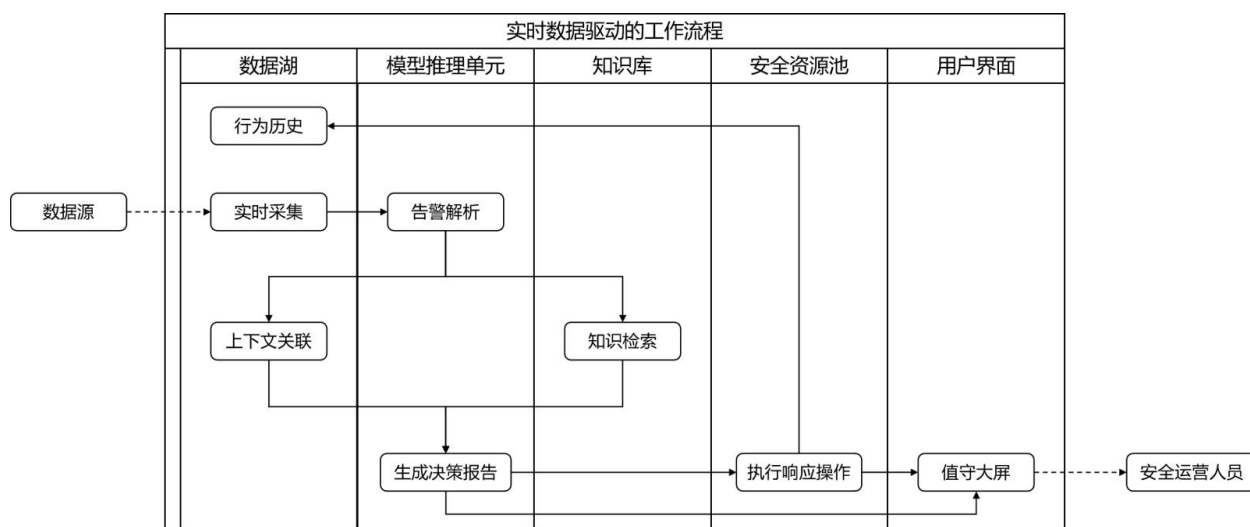 实时数据驱动的工作流程
数据湖
模型推理单元
知识库
安全资源池
用户界面
行为历史
数据源
实时采集
告警解析
上下文关联
知识检索
生成决策报告
执行响应操作
值守大屏
安全运营人员